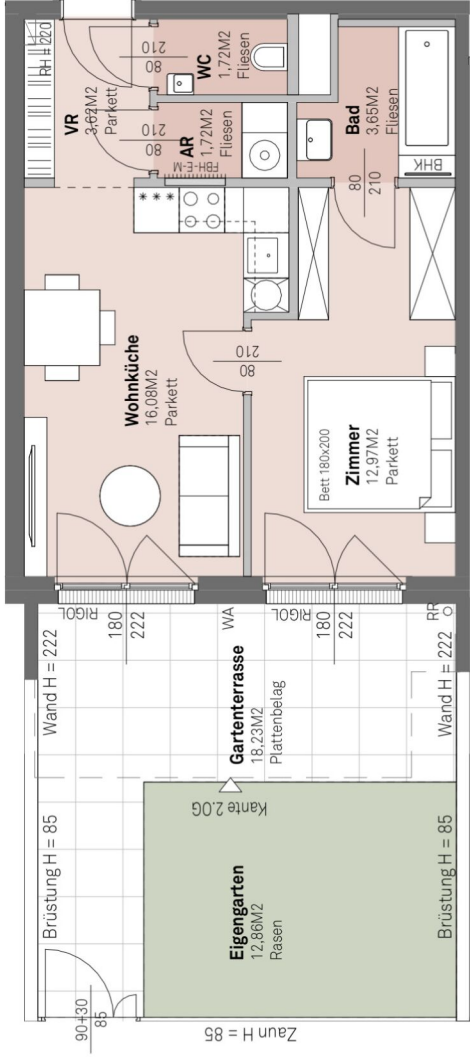 RH = 220
VR
3,62M2
Parkett
80
210
80
210
WC
1,72M2
Fliesen
AR
1,72M2
Fliesen
FBH-E-M
Bad
3,65M2
Fliesen
BHK
80
210
***
Wohnküche
16,08M2
Parkett
80
210
Bett 180x200
Zimmer
12,97M2
Parkett
RIGOL
180
222
WA
RIGOL
180
222
RR
Wand H = 222
Gartenterrasse
18,23M2
Plattenbelag
Wand H = 222
Kante 2.OG
Brüstung H = 85
Eigengarten
12,86M2
Rasen
Brüstung H = 85
90+30
85
Zaun H = 85